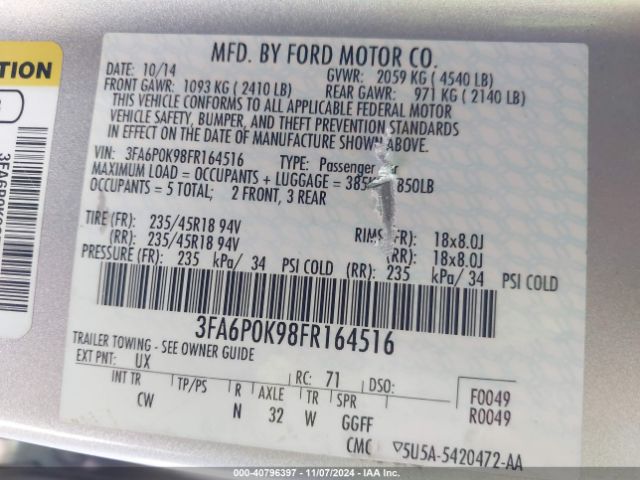 TION
MFD. BY FORD MOTOR CO.
DATE: 10/14 GVWR: 2059 KG ( 4540 LB)
FRONT GAWR: 1093 KG ( 2410 LB) REAR GAWR: 971 KG ( 2140 LB)
THIS VEHICLE CONFORMS TO ALL APPLICABLE FEDERAL MOTOR
VEHICLE SAFETY, BUMPER, AND THEFT PREVENTION STANDARDS
IN EFFECT ON THE DATE OF MANUFACTURE SHOWN ABOVE.
VIN: 3FA6P0K98FR164516 TYPE: Passenger
MAXIMUM LOAD = OCCUPANTS + LUGGAGE = 385 850LB
OCCUPANTS = 5 TOTAL; 2 FRONT, 3 REAR
TIRE (FR): 235/45R18 94V RIMS (FR): 18x8.0J
(RR): 235/45R18 94V (RR): 18x8.0J
PRESSURE (FR): 235 kPa/ 34 PSI COLD (RR): 235 kPa/ 34 PSI COLD
3FA6P0K98FR164516
TRAILER TOWING - SEE OWNER GUIDE
EXT PNT: UX RC: 71 DSO: F0049
INT TR TP/PS R AXLE TR SPR R0049
CW N 32 W GGFF
CMC ▽5U5A-5420472-AA
000-40796397 - 11/07/2024 - IAAI.com